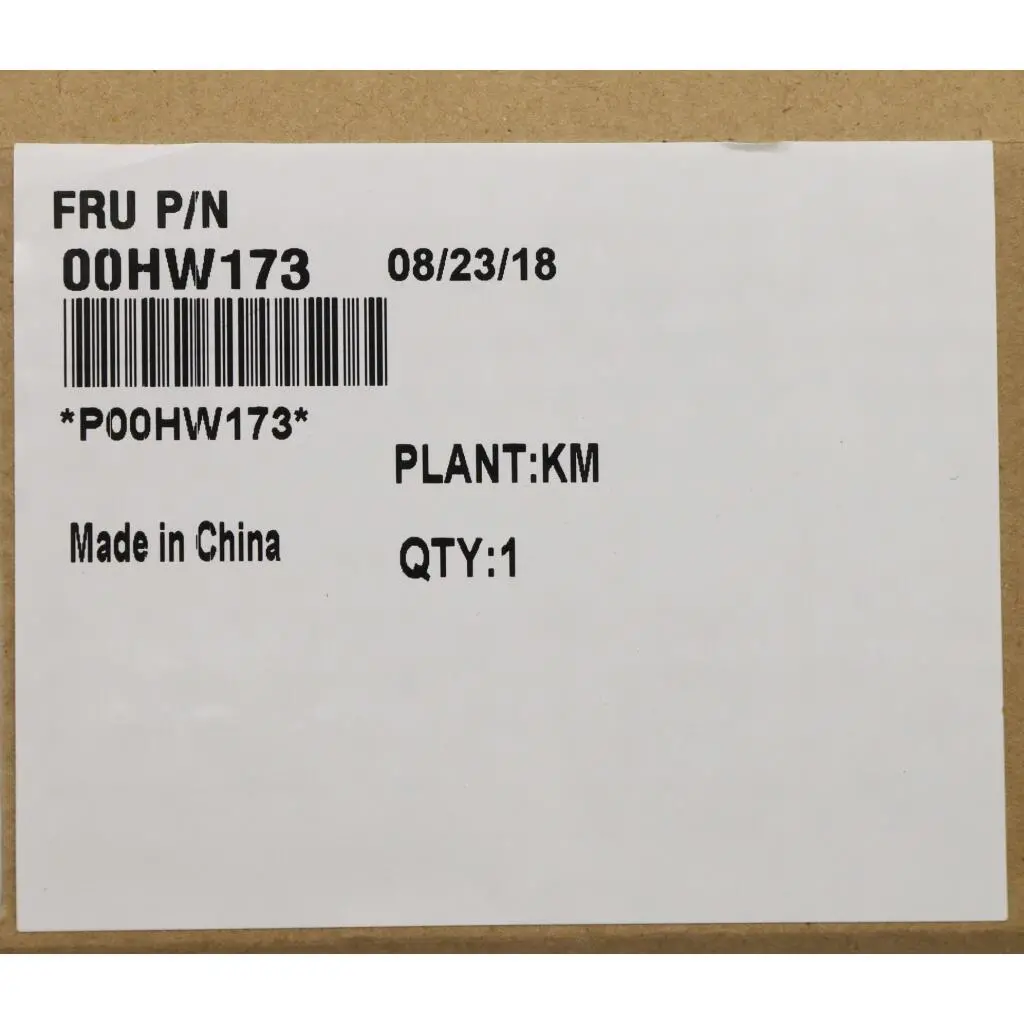 FRU P/N
00HW173 08/23/18
*P00HW173*
PLANT:KM
Made in China QTY:1